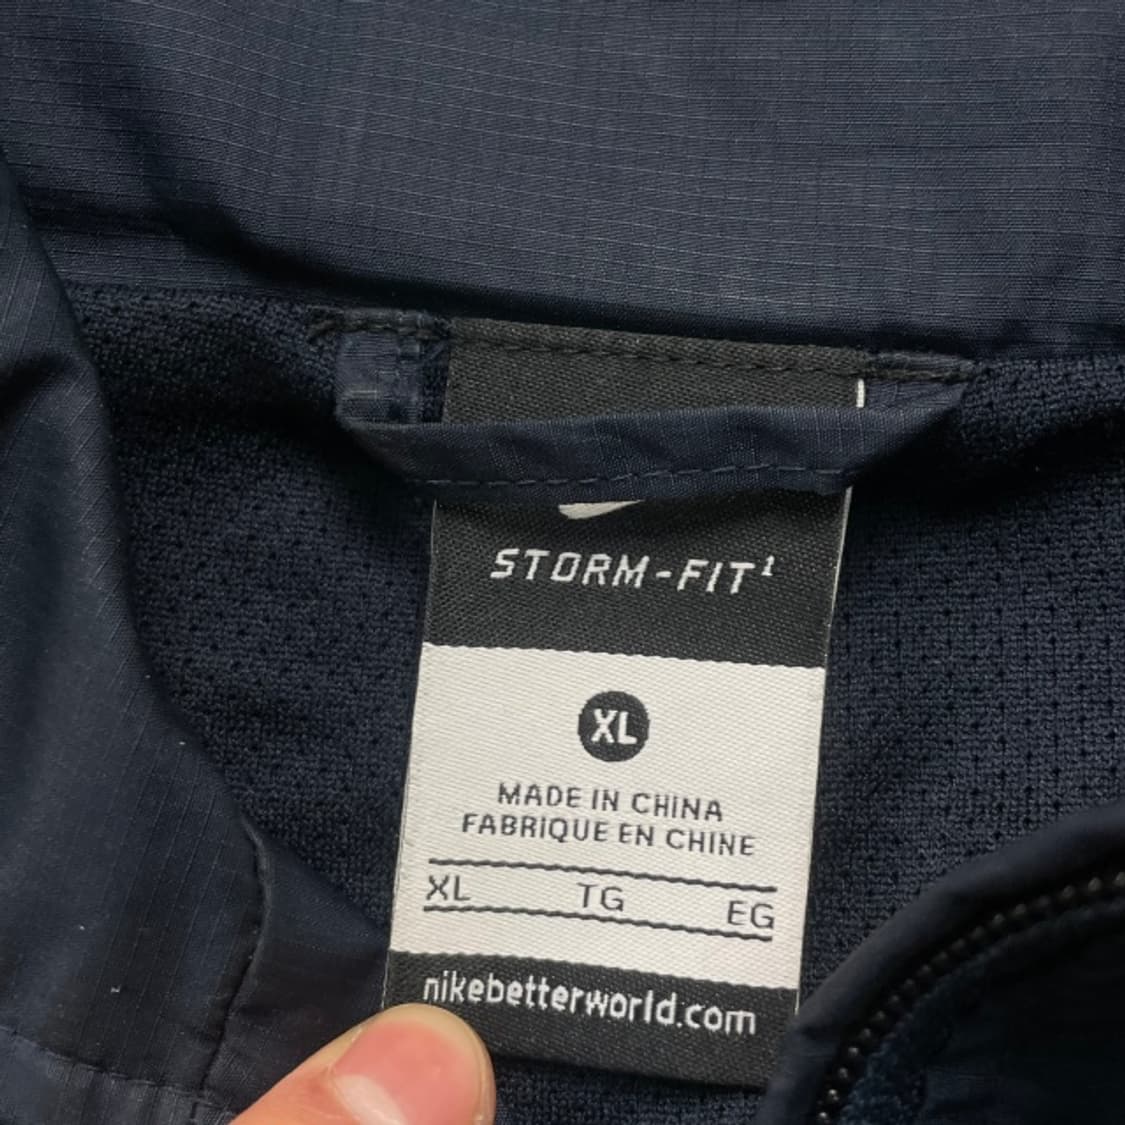 STORM-FIT¹
XL
MADE IN CHINA
FABRIQUE EN CHINE
XL TG EG
nikebetterworld.com